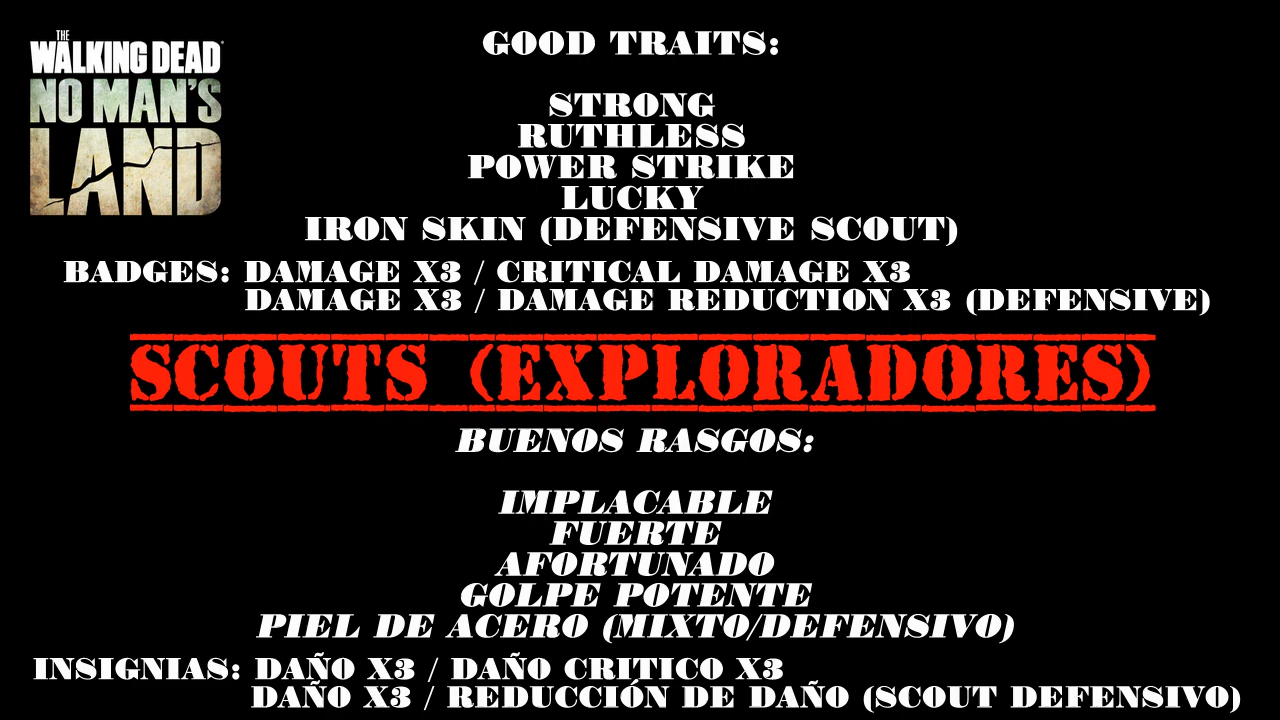 THE
WALKING DEAD
NO MAN'S
LAND
GOOD TRAITS:
STRONG
RUTHLESS
POWER STRIKE
LUCKY
IRON SKIN (DEFENSIVE SCOUT)
BADGES: DAMAGE X3 / CRITICAL DAMAGE X3
DAMAGE X3 / DAMAGE REDUCTION X3 (DEFENSIVE)
SCOUTS (EXPLORADORES)
BUENOS RASGOS:
IMPLACABLE
FUERTE
AFORTUNADO
GOLPE POTENTE
PIEL DE ACERO (MIXTO/DEFENSIVO)
INSIGNIAS: DAÑO X3 / DAÑO CRITICO X3
DAÑO X3 / REDUCCIÓN DE DAÑO (SCOUT DEFENSIVO)